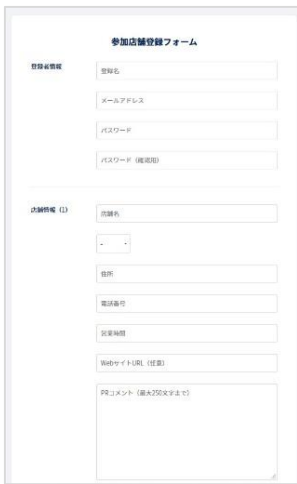 参加店舗登録フォーム
登録者情報
登録名
メールアドレス
パスワード
パスワード（確認用）
店舗情報（1）
店舗名
-
住所
電話番号
営業時間
WebサイトURL（任意）
PRコメント（最大250文字まで）